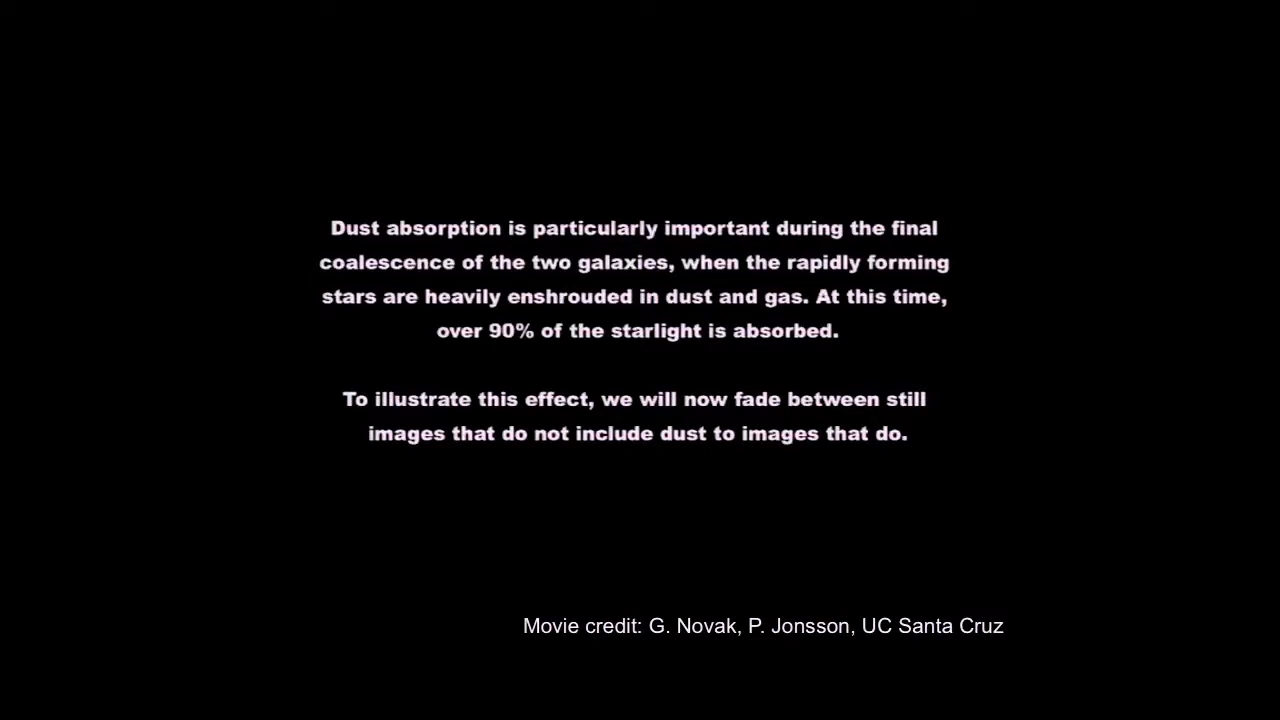 Dust absorption is particularly important during the final
coalescence of the two galaxies, when the rapidly forming
stars are heavily enshrouded in dust and gas. At this time,
over 90% of the starlight is absorbed.
To illustrate this effect, we will now fade between still
images that do not include dust to images that do.
Movie credit: G. Novak, P. Jonsson, UC Santa Cruz